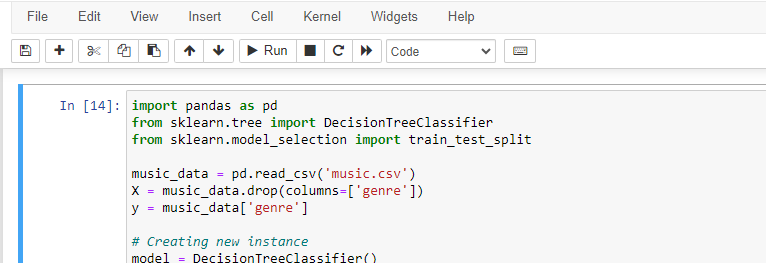 File Edit View Insert Cell Kernel Widgets Help
Run Code
In [14]: import pandas as pd
from sklearn.tree import DecisionTreeClassifier
from sklearn.model_selection import train_test_split
music_data = pd.read_csv('music.csv')
X = music_data.drop(columns=['genre'])
y = music_data['genre']
# Creating new instance
model = DecisionTreeClassifier()